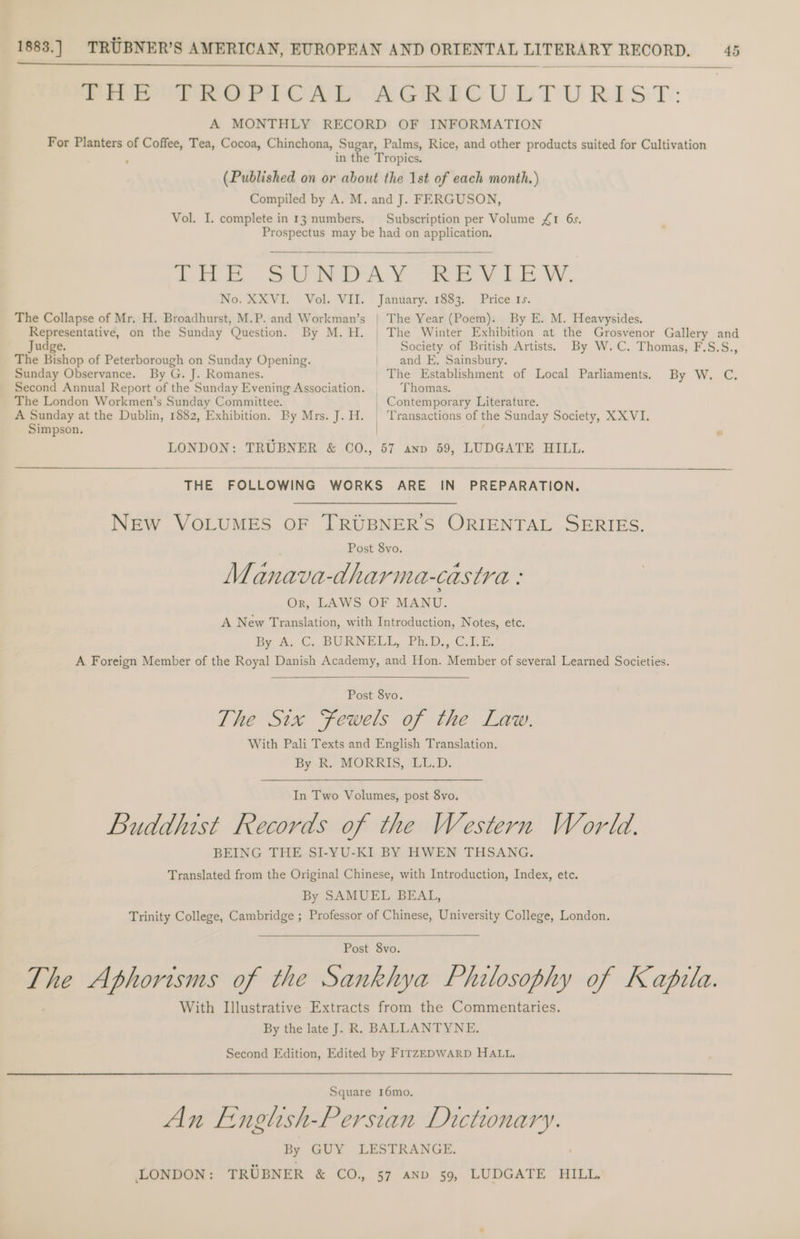 1883.] TRÜBNER'S AMERICAN, EUROPEAN AND ORIENTAL LITERARY RECORD. 45
THE TROPICAL AGRICULTURIST:
A MONTHLY RECORD OF INFORMATION
For Planters of Coffee, Tea, Cocoa, Chinchona, Sugar, Palms, Rice, and other products suited for Cultivation
in the Tropics.
(Published on or about the 1st of each month.)
Compiled by A. M. and J. FERGUSON,
Vol. I. complete in 13 numbers. Subscription per Volume £1 6s.
Prospectus may be had on application.
THE SUNDAY REVIEW.
No. XXVI. Vol. VII. January. 1883. Price 1s.
The Collapse of Mr. H. Broadhurst, M.P. and Workman's
Representative, on the Sunday Question. By M. H.
Judge.
The Bishop of Peterborough on Sunday Opening.
Sunday Observance. By G. J. Romanes.
Second Annual Report of the Sunday Evening Association.
The London Workmen's Sunday Committee.
A Sunday at the Dublin, 1882, Exhibition. By Mrs. J. H.
Simpson.
The Year (Poem). By E. M. Heavysides.
The Winter Exhibition at the Grosvenor Gallery and
Society of British Artists. By W. C. Thomas, F.S.S.,
and E. Sainsbury.
The Establishment of Local Parliaments. By W. C.
Thomas.
Contemporary Literature.
Transactions of the Sunday Society, XXVI.
LONDON: TRÜBNER & CO., 57 AND 59, LUDGATE HILL.
THE FOLLOWING WORKS ARE IN PREPARATION.
NEW VOLUMES OF TRÜBNER'S ORIENTAL SERIES.
Post 8vo.
Mānava-dharma-cāstra:
OR, LAWS OF MANU.
A New Translation, with Introduction, Notes, etc.
By A. C. BURNELL, Ph.D., C.I.E.
A Foreign Member of the Royal Danish Academy, and Hon. Member of several Learned Societies.
Post 8vo.
The Six Jewels of the Law.
With Pali Texts and English Translation.
By R. MORRIS, LL.D.
In Two Volumes, post 8vo.
Buddhist Records of the Western World.
BEING THE SI-YU-KI BY HWEN THSANG.
Translated from the Original Chinese, with Introduction, Index, etc.
By SAMUEL BEAL,
Trinity College, Cambridge; Professor of Chinese, University College, London.
Post 8vo.
The Aphorisms of the Sankhya Philosophy of Kapila.
With Illustrative Extracts from the Commentaries.
By the late J. R. BALLANTYNE.
Second Edition, Edited by FITZEDWARD HALL.
Square 16mo.
An English-Persian Dictionary.
By GUY LESTRANGE.
LONDON: TRÜBNER & CO., 57 AND 59, LUDGATE HILL.